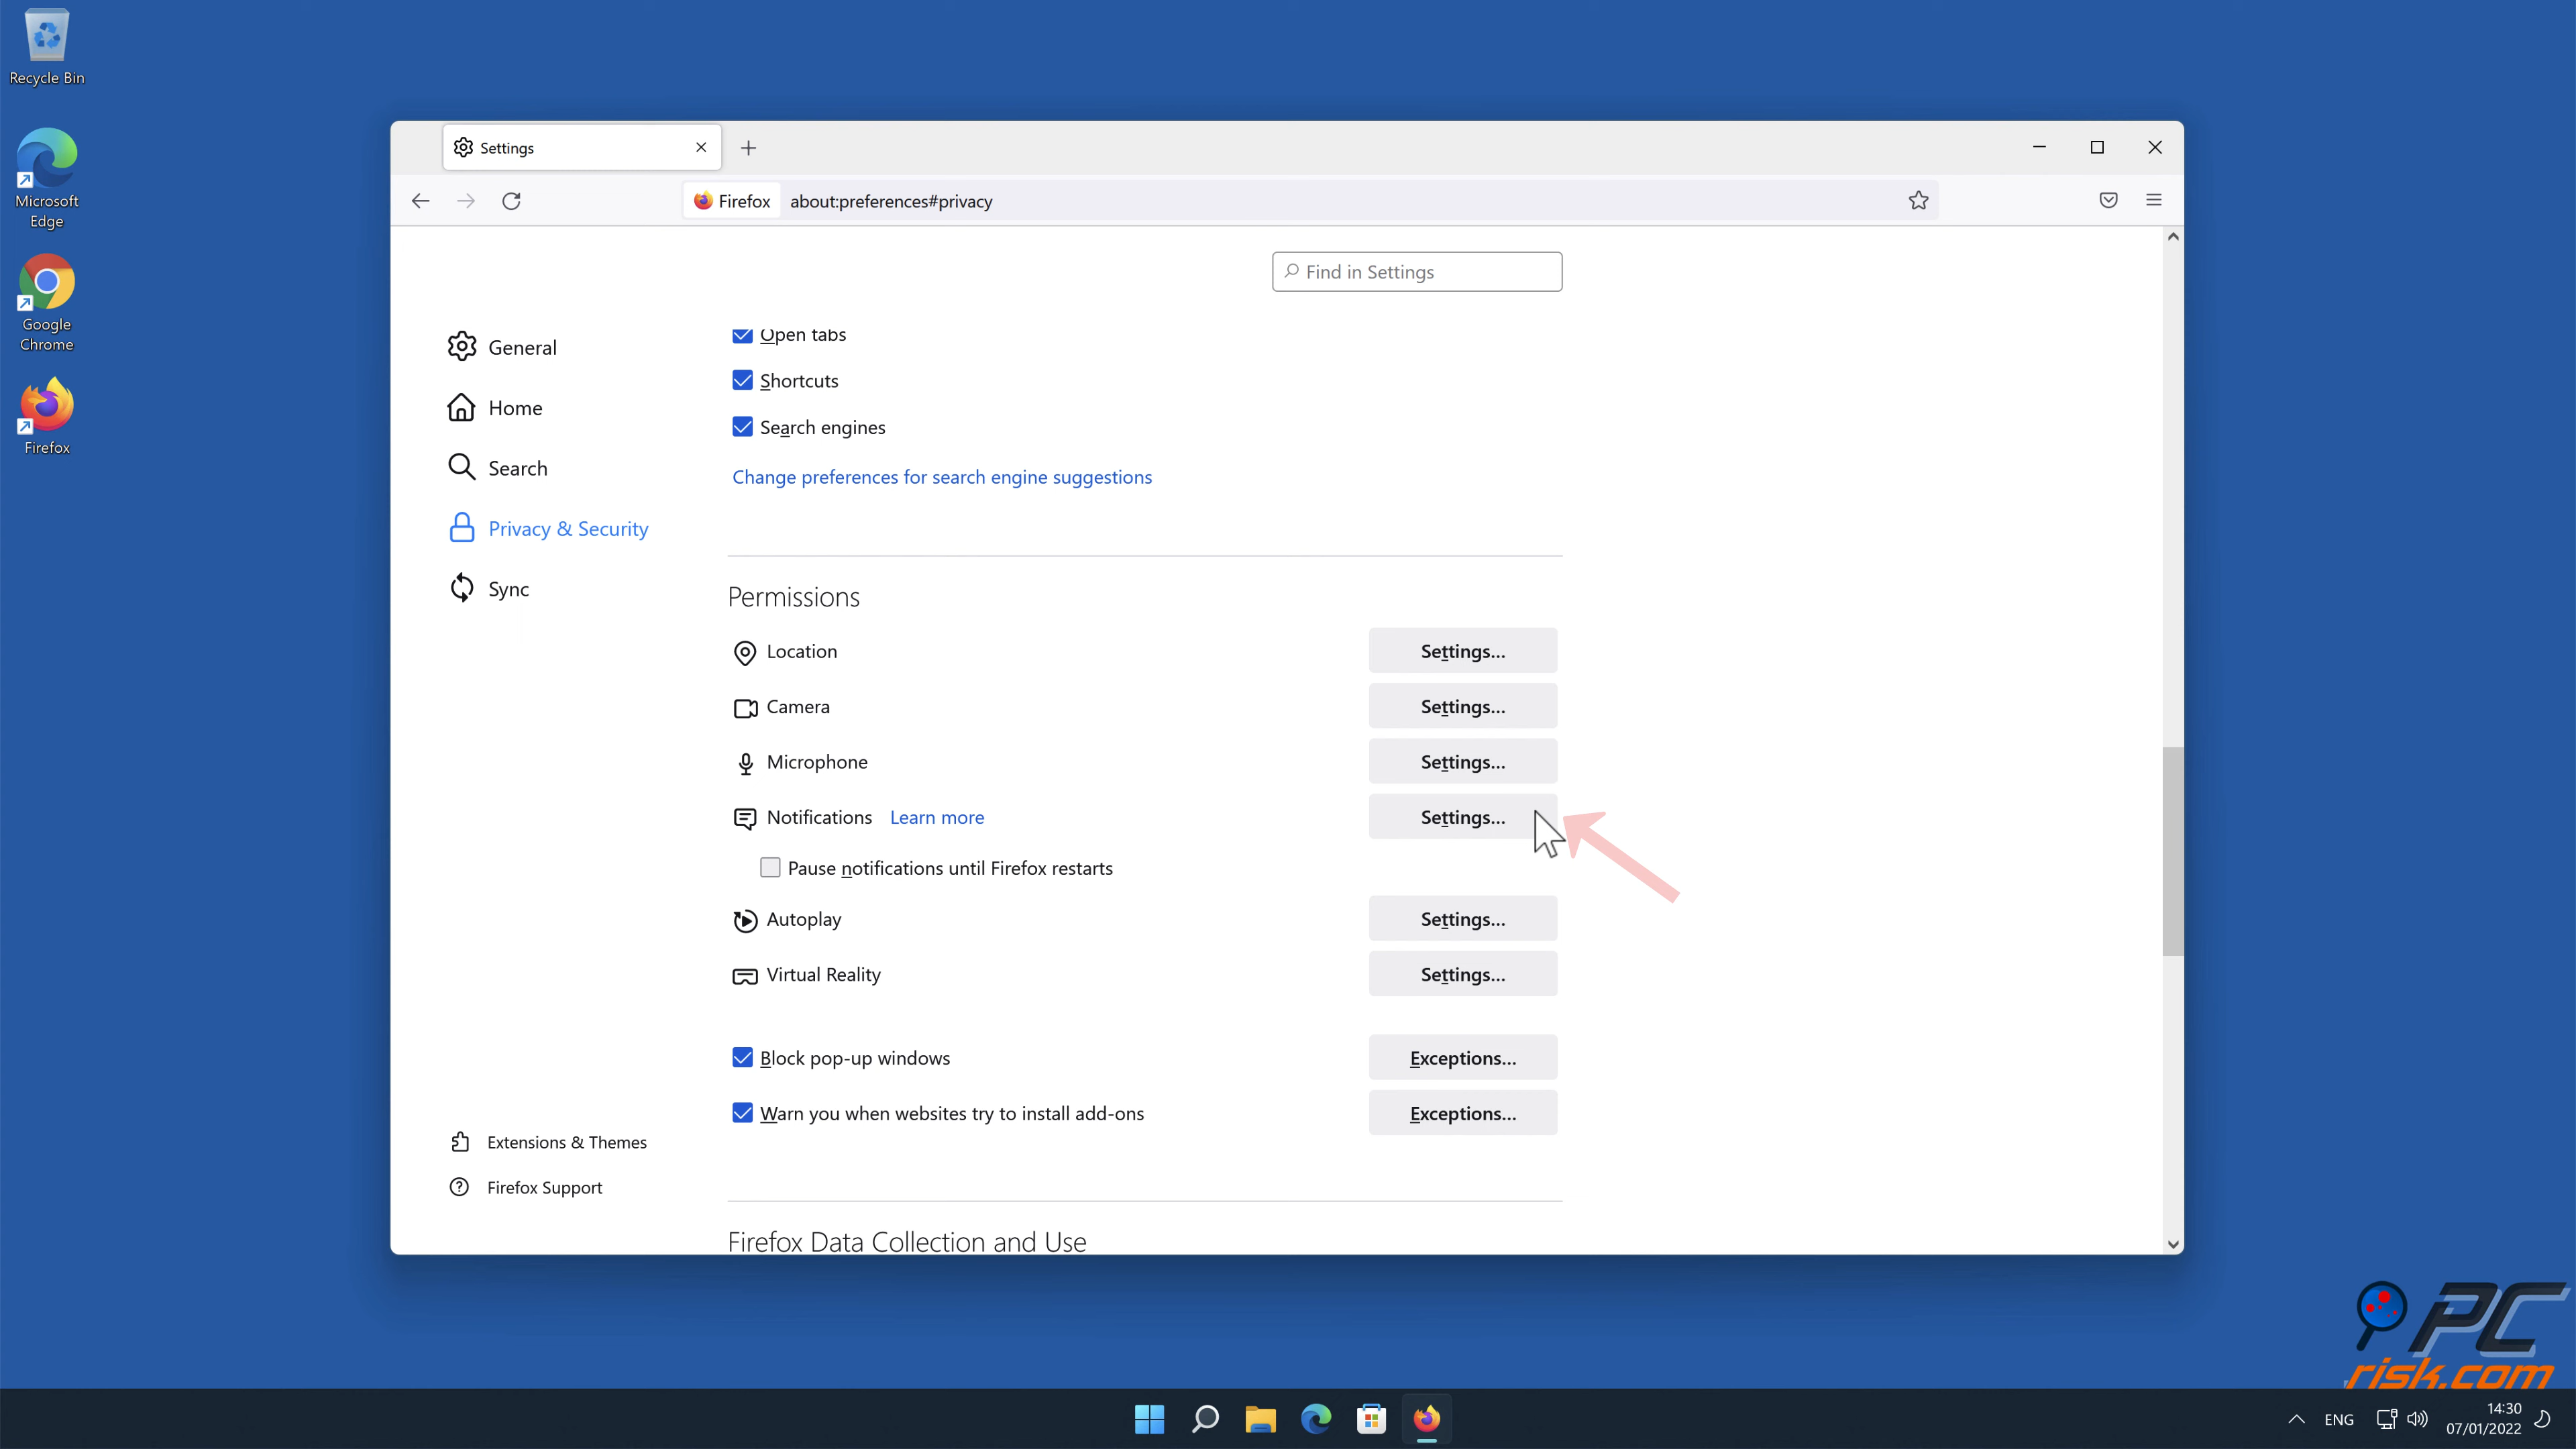 Recycle Bin
Microsoft
Edge
Google
Chrome
Firefox
Settings
Firefox
about:preferences#privacy
Find in Settings
General
Home
Search
Privacy & Security
Sync
Extensions & Themes
Firefox Support
Open tabs
Shortcuts
Search engines
Change preferences for search engine suggestions
Permissions
Location Settings...
Camera Settings...
Microphone Settings...
Notifications Learn more Settings...
Pause notifications until Firefox restarts
Autoplay Settings...
Virtual Reality Settings...
Block pop-up windows Exceptions...
Warn you when websites try to install add-ons Exceptions...
Firefox Data Collection and Use
PC
risk.com
ENG
14:30
07/01/2022